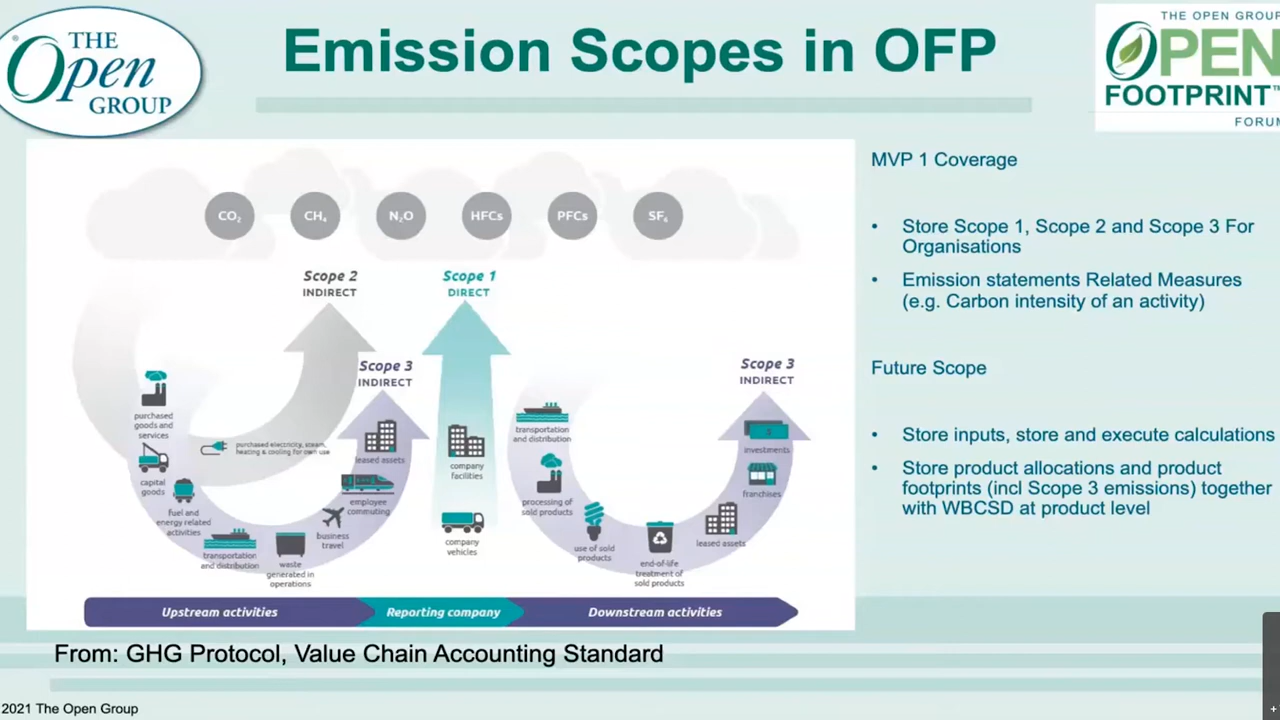 THE
Open
GROUP
®
Emission Scopes in OFP
THE OPEN GROUP
OPEN
FOOTPRINT™
FORUM
CO₂
CH₄
N₂O
HFCs
PFCs
SF₆
Scope 2
INDIRECT
Scope 1
DIRECT
Scope 3
INDIRECT
Scope 3
INDIRECT
purchased
goods and
services
capital
goods
fuel and
energy related
activities
transportation
and distribution
waste
generated in
operations
business
travel
employee
commuting
leased assets
purchased electricity, steam,
heating & cooling for own use
company
facilities
company
vehicles
transportation
and distribution
processing of
sold products
use of sold
products
end-of-life
treatment of
sold products
leased assets
franchises
investments
Upstream activities
Reporting company
Downstream activities
From: GHG Protocol, Value Chain Accounting Standard
MVP 1 Coverage
• Store Scope 1, Scope 2 and Scope 3 For
Organisations
• Emission statements Related Measures
(e.g. Carbon intensity of an activity)
Future Scope
• Store inputs, store and execute calculations
• Store product allocations and product
footprints (incl Scope 3 emissions) together
with WBCSD at product level
2021 The Open Group
+